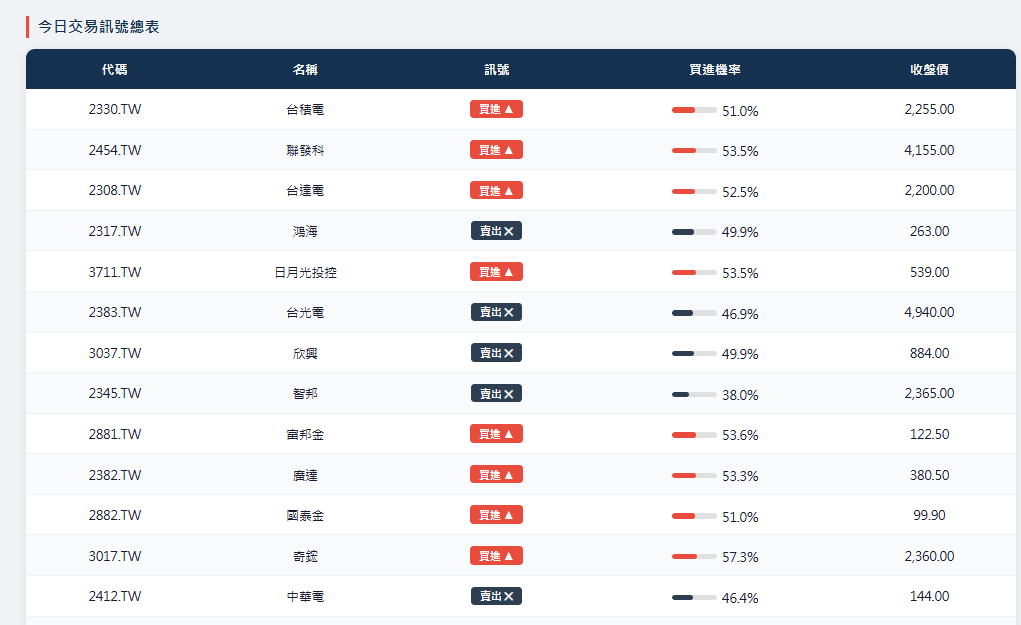 今日交易訊號總表
代碼 名稱 訊號 買進機率 收盤價
2330.TW 台積電 買進 ▲ 51.0% 2,255.00
2454.TW 聯發科 買進 ▲ 53.5% 4,155.00
2308.TW 台達電 買進 ▲ 52.5% 2,200.00
2317.TW 鴻海 賣出 ✕ 49.9% 263.00
3711.TW 日月光投控 買進 ▲ 53.5% 539.00
2383.TW 台光電 賣出 ✕ 46.9% 4,940.00
3037.TW 欣興 賣出 ✕ 49.9% 884.00
2345.TW 智邦 賣出 ✕ 38.0% 2,365.00
2881.TW 富邦金 買進 ▲ 53.6% 122.50
2382.TW 廣達 買進 ▲ 53.3% 380.50
2882.TW 國泰金 買進 ▲ 51.0% 99.90
3017.TW 奇鋐 買進 ▲ 57.3% 2,360.00
2412.TW 中華電 賣出 ✕ 46.4% 144.00